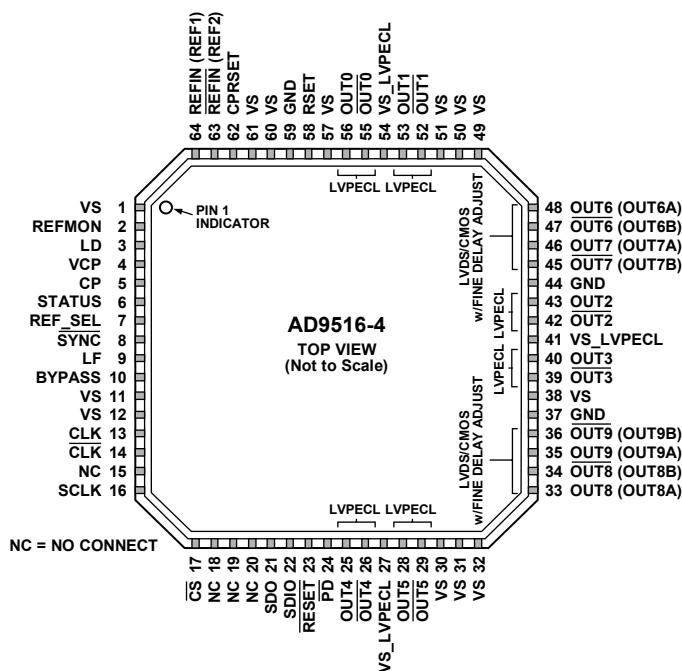 64 REFIN (REF1)
63 REFIN (REF2)
62 CPRSET
61 VS
60 VS
59 GND
58 RSET
57 VS
56 OUT0
55 OUT0
54 VS_LVPECL
53 OUT1
52 OUT1
51 VS
50 VS
49 VS
LVPECL LVPECL
VS 1
REFMON 2
LD 3
VCP 4
CP 5
STATUS 6
REF_SEL 7
SYNC 8
LF 9
BYPASS 10
VS 11
VS 12
CLK 13
CLK 14
NC 15
SCLK 16
PIN 1
INDICATOR
AD9516-4
TOP VIEW
(Not to Scale)
LVDS/CMOS
w/FINE DELAY ADJUST
LVPECL
LVPECL
LVDS/CMOS
w/FINE DELAY ADJUST
48 OUT6 (OUT6A)
47 OUT6 (OUT6B)
46 OUT7 (OUT7A)
45 OUT7 (OUT7B)
44 GND
43 OUT2
42 OUT2
41 VS_LVPECL
40 OUT3
39 OUT3
38 VS
37 GND
36 OUT9 (OUT9B)
35 OUT9 (OUT9A)
34 OUT8 (OUT8B)
33 OUT8 (OUT8A)
LVPECL LVPECL
NC = NO CONNECT
CS 17
NC 18
NC 19
NC 20
SDO 21
SDIO 22
RESET 23
PD 24
OUT4 25
OUT4 26
VS_LVPECL 27
OUT5 28
OUT5 29
VS 30
VS 31
VS 32